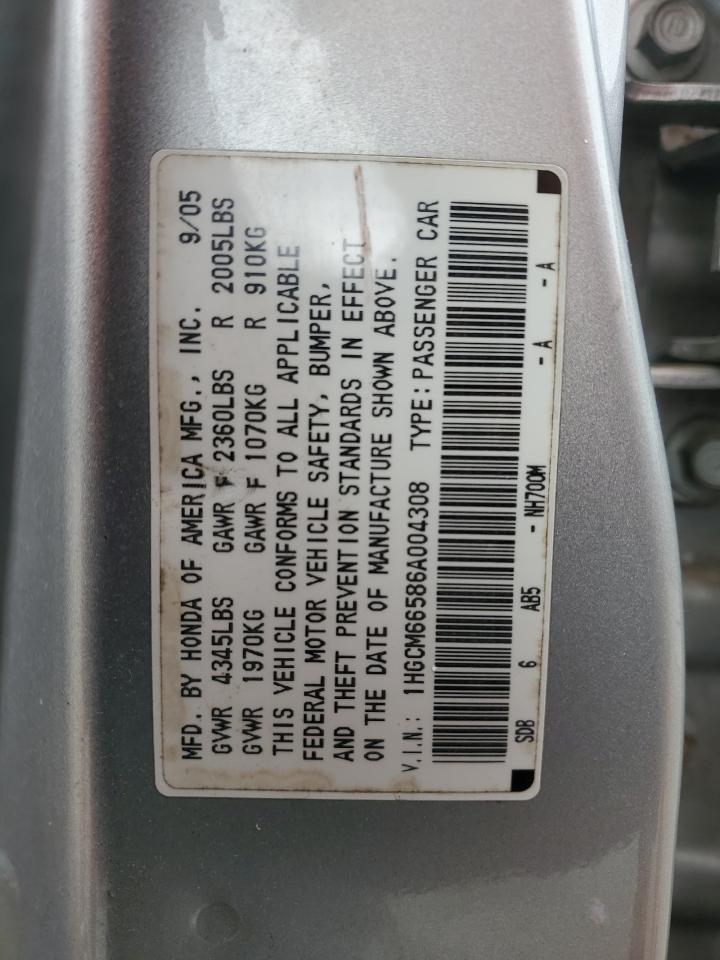 MFD. BY HONDA OF AMERICA MFG., INC. 9/05
GVWR 4345LBS GAWR F 2360LBS R 2005LBS
GVWR 1970KG GAWR F 1070KG R 910KG
THIS VEHICLE CONFORMS TO ALL APPLICABLE
FEDERAL MOTOR VEHICLE SAFETY, BUMPER,
AND THEFT PREVENTION STANDARDS IN EFFECT
ON THE DATE OF MANUFACTURE SHOWN ABOVE.
V.I.N.: 1HGCM66586A004308 TYPE: PASSENGER CAR
SDB 6 AB5 - NH700M - A - A